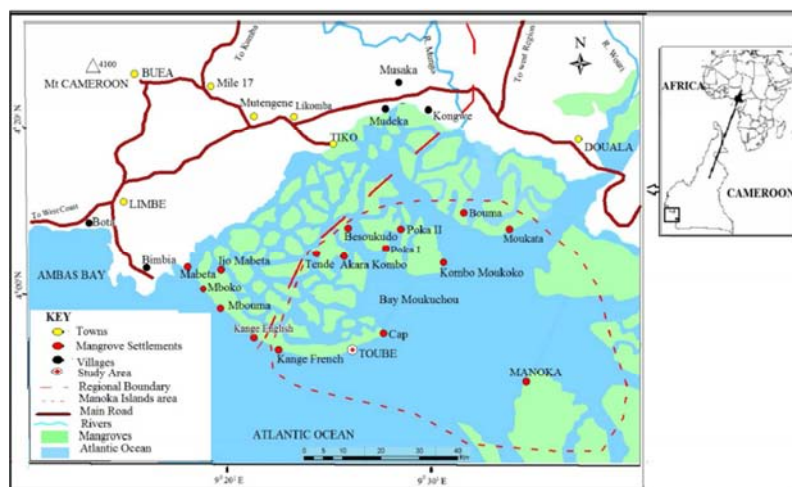 To Kumba
R. Munga
To west Region
R. Wouri
N
4100
Mt CAMEROON
BUEA
Mile 17
Musaka
Mutengene
Likomba
Mudeka
Kongwe
4°20' N
TIKO
DOUALA
LIMBE
To West Coast
Bota
Bouma
Besoukudo
Poka II
Moukata
Bimbia
Poka I
AMBAS BAY
Mabeta
Ijo Mabeta
Tende
Akara Kombo
Kombo Moukoko
4°00' N
Mboko
Mbouma
Bay Moukuchou
Kange English
Cap
Kange French
TOUBE
MANOKA
ATLANTIC OCEAN
KEY
Towns
Mangrove Settlements
Villages
Study Area
Regional Boundary
Manoka Islands area
Main Road
Rivers
Mangroves
Atlantic Ocean
0 10 20 30 40
9°20' E
9°30' E
AFRICA
CAMEROON